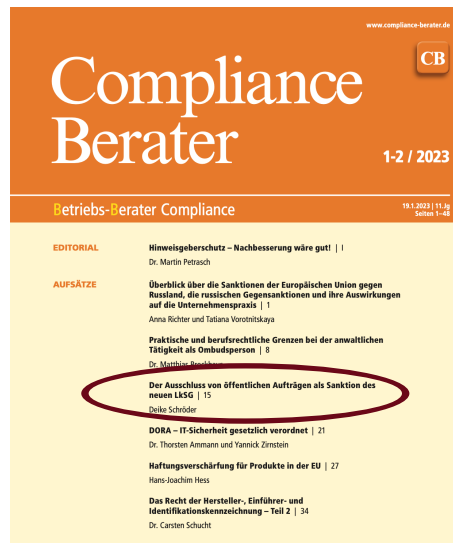 www.compliance-berater.de
CB
Compliance
Berater
1-2 / 2023
Betriebs-Berater Compliance
19.1.2023 | 11.Jg
Seiten 1–48
EDITORIAL
Hinweisgeberschutz – Nachbesserung wäre gut! | I
Dr. Martin Petrasch
AUFSÄTZE
Überblick über die Sanktionen der Europäischen Union gegen
Russland, die russischen Gegensanktionen und ihre Auswirkungen
auf die Unternehmenspraxis | 1
Anna Richter und Tatiana Vorotnitskaya
Praktische und berufsrechtliche Grenzen bei der anwaltlichen
Tätigkeit als Ombudsperson | 8
Dr. Matthias Brockhaus
Der Ausschluss von öffentlichen Aufträgen als Sanktion des
neuen LkSG | 15
Deike Schröder
DORA – IT-Sicherheit gesetzlich verordnet | 21
Dr. Thorsten Ammann und Yannick Zirnstein
Haftungsverschärfung für Produkte in der EU | 27
Hans-Joachim Hess
Das Recht der Hersteller-, Einführer- und
Identifikationskennzeichnung – Teil 2 | 34
Dr. Carsten Schucht